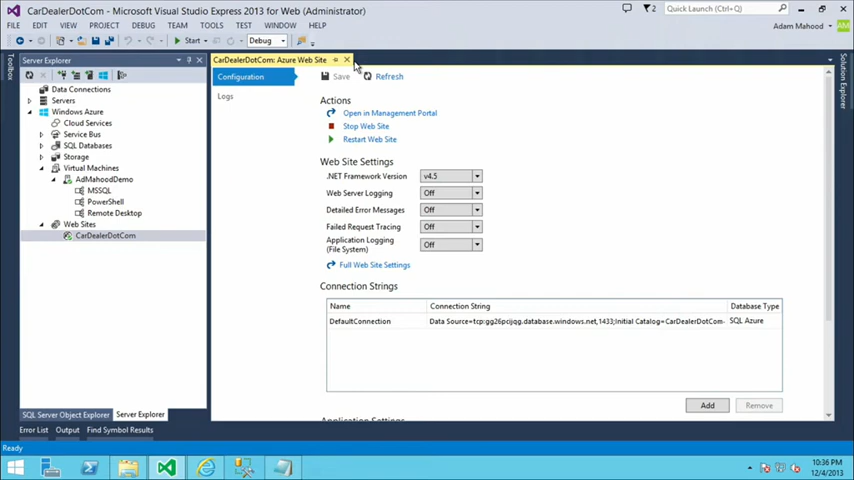 CarDealerDotCom - Microsoft Visual Studio Express 2013 for Web (Administrator)
2
Quick Launch (Ctrl+Q)
FILE EDIT VIEW PROJECT DEBUG TEAM TOOLS TEST WINDOW HELP
Adam Mahood
AM
Start
Debug
Toolbox
Server Explorer
CarDealerDotCom: Azure Web Site
Solution Explorer
Data Connections
Servers
Windows Azure
Cloud Services
Service Bus
SQL Databases
Storage
Virtual Machines
AdMahoodDemo
MSSQL
PowerShell
Remote Desktop
Web Sites
CarDealerDotCom
Configuration
Logs
Save Refresh
Actions
Open in Management Portal
Stop Web Site
Restart Web Site
Web Site Settings
.NET Framework Version v4.5
Web Server Logging Off
Detailed Error Messages Off
Failed Request Tracing Off
Application Logging
(File System) Off
Full Web Site Settings
Connection Strings
Name Connection String Database Type
DefaultConnection Data Source=tcp:gg26pcijqg.database.windows.net,1433;Initial Catalog=CarDealerDotCom- SQL Azure
Add Remove
Application Settings
SQL Server Object Explorer Server Explorer
Error List Output Find Symbol Results
Ready
10:36 PM
12/4/2013